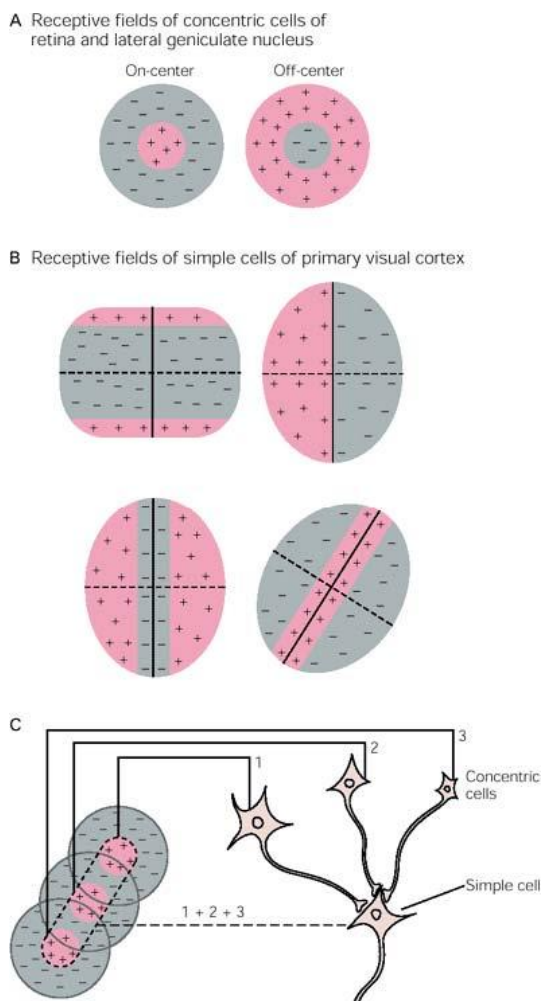 A Receptive fields of concentric cells of
retina and lateral geniculate nucleus
On-center
Off-center
B Receptive fields of simple cells of primary visual cortex
C
1
2
3
Concentric
cells
Simple cell
1 + 2 + 3